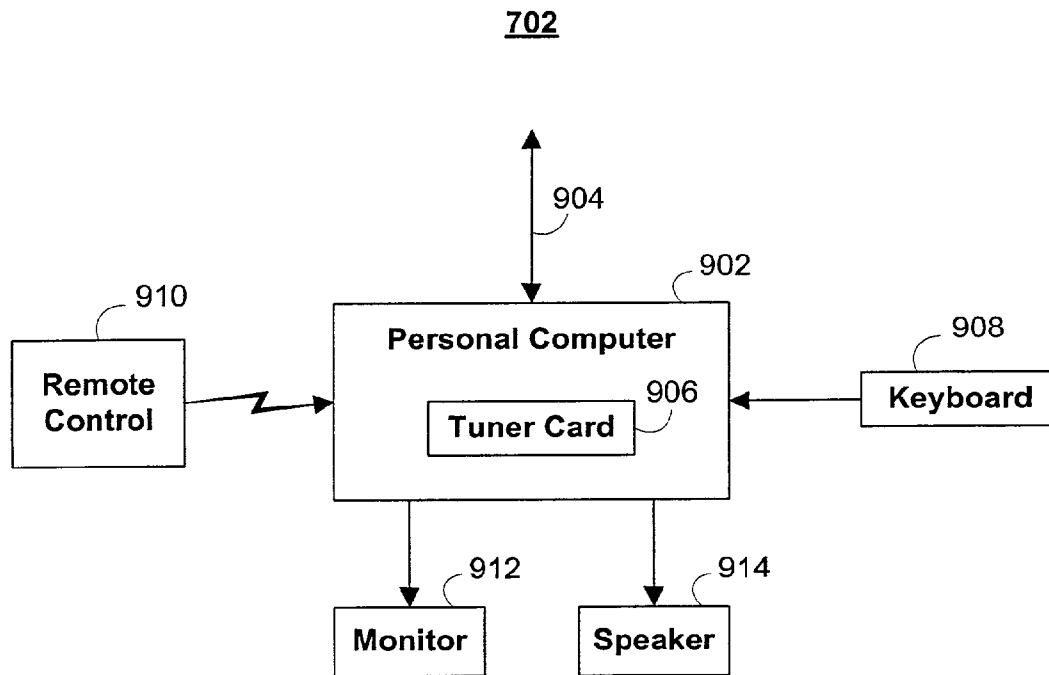 702
904
902
910
Personal Computer
908
Remote
Control
906
Keyboard
Tuner Card
912
914
Monitor
Speaker